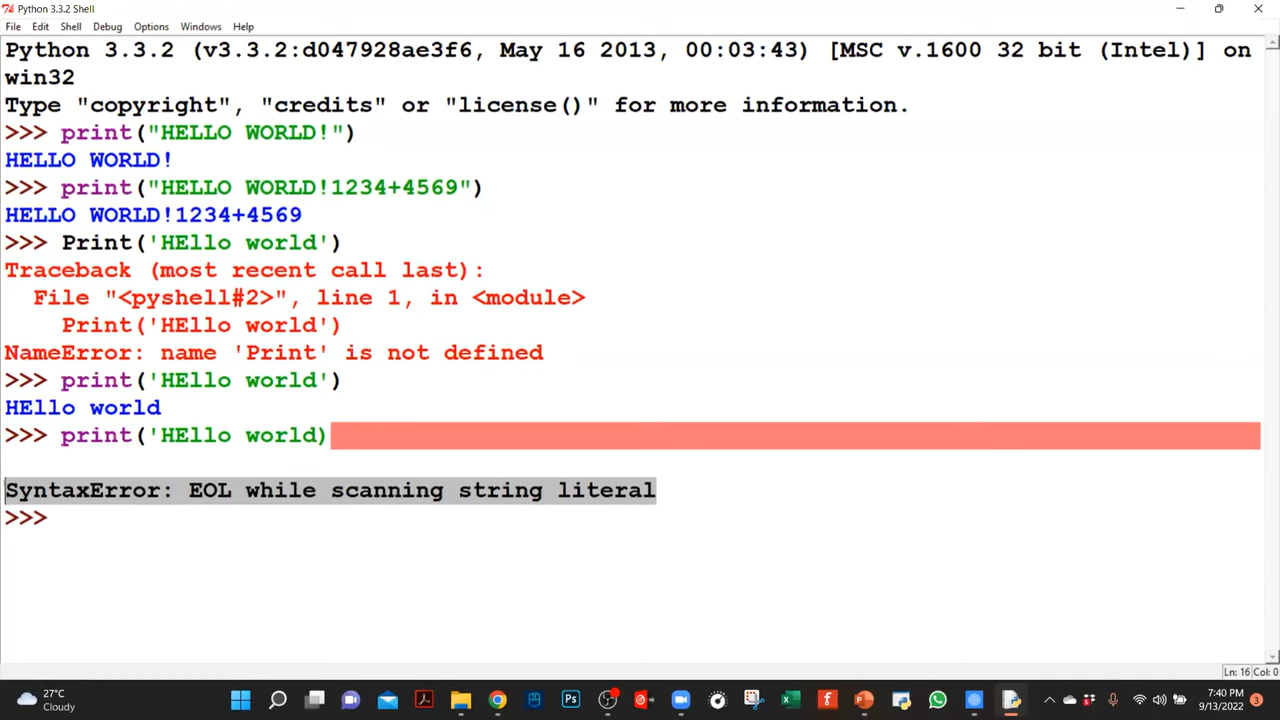 Python 3.3.2 Shell
File Edit Shell Debug Options Windows Help
Python 3.3.2 (v3.3.2:d047928ae3f6, May 16 2013, 00:03:43) [MSC v.1600 32 bit (Intel)] on
win32
Type "copyright", "credits" or "license()" for more information.
>>> print("HELLO WORLD!")
HELLO WORLD!
>>> print("HELLO WORLD!1234+4569")
HELLO WORLD!1234+4569
>>> Print('HEllo world')
Traceback (most recent call last):
  File "<pyshell#2>", line 1, in <module>
    Print('HEllo world')
NameError: name 'Print' is not defined
>>> print('HEllo world')
HEllo world
>>> print('HEllo world)
SyntaxError: EOL while scanning string literal
>>>
Ln: 16 Col: 0
27°C
Cloudy
Ps
7:40 PM
9/13/2022
3